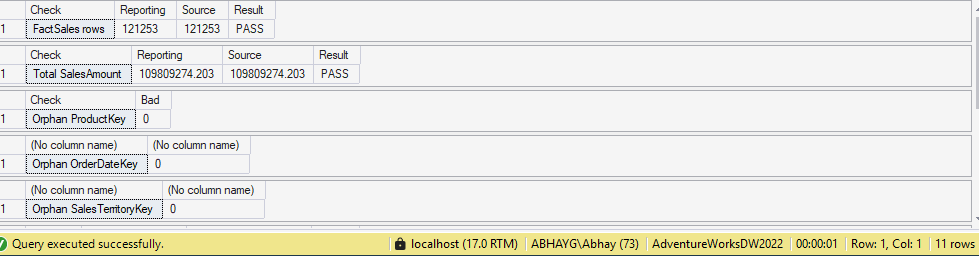 Check Reporting Source Result
1 FactSales rows 121253 121253 PASS
Check Reporting Source Result
1 Total SalesAmount 109809274.203 109809274.203 PASS
Check Bad
1 Orphan ProductKey 0
(No column name) (No column name)
1 Orphan OrderDateKey 0
(No column name) (No column name)
1 Orphan SalesTerritoryKey 0
Query executed successfully. localhost (17.0 RTM) ABHAYG\Abhay (73) AdventureWorksDW2022 00:00:01 Row: 1, Col: 1 11 rows